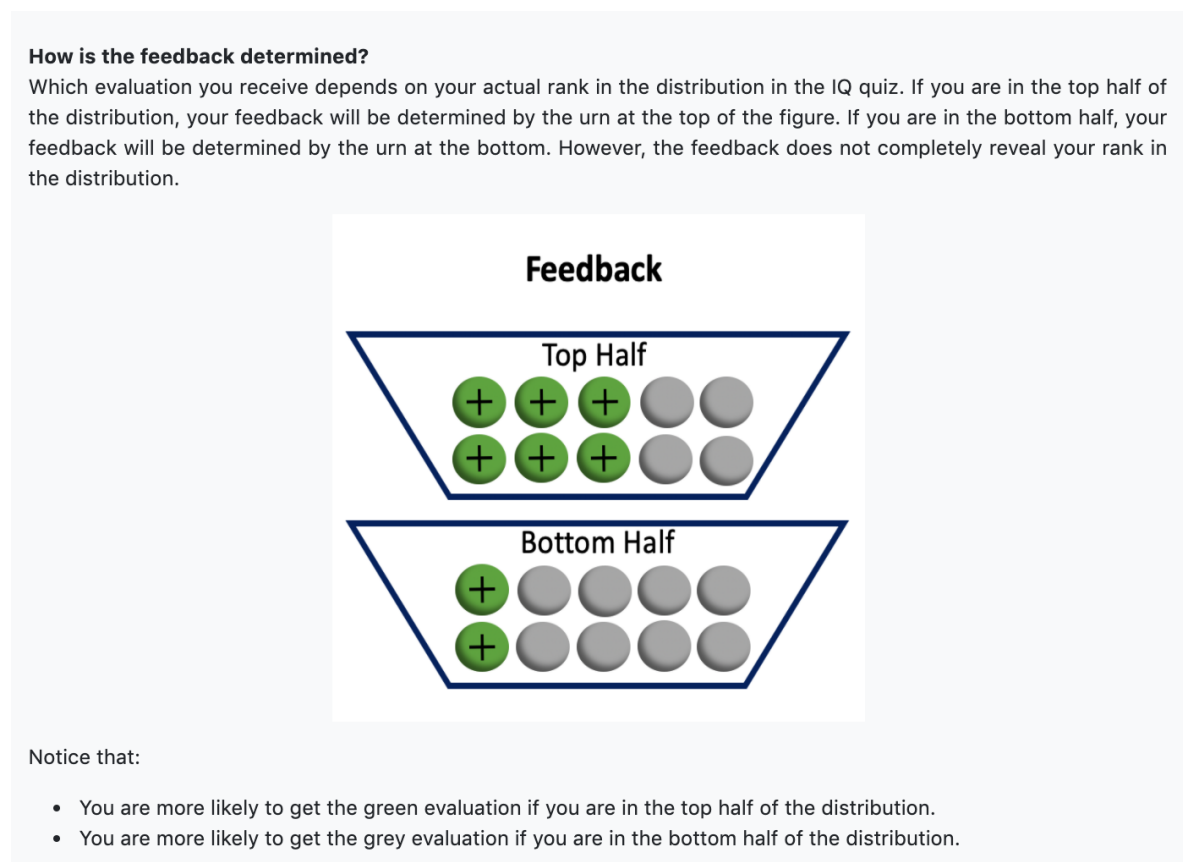 How is the feedback determined?
Which evaluation you receive depends on your actual rank in the distribution in the IQ quiz. If you are in the top half of
the distribution, your feedback will be determined by the urn at the top of the figure. If you are in the bottom half, your
feedback will be determined by the urn at the bottom. However, the feedback does not completely reveal your rank in
the distribution.
Feedback
Top Half
+ + +
+ + +
Bottom Half
+
+
Notice that:
• You are more likely to get the green evaluation if you are in the top half of the distribution.
• You are more likely to get the grey evaluation if you are in the bottom half of the distribution.